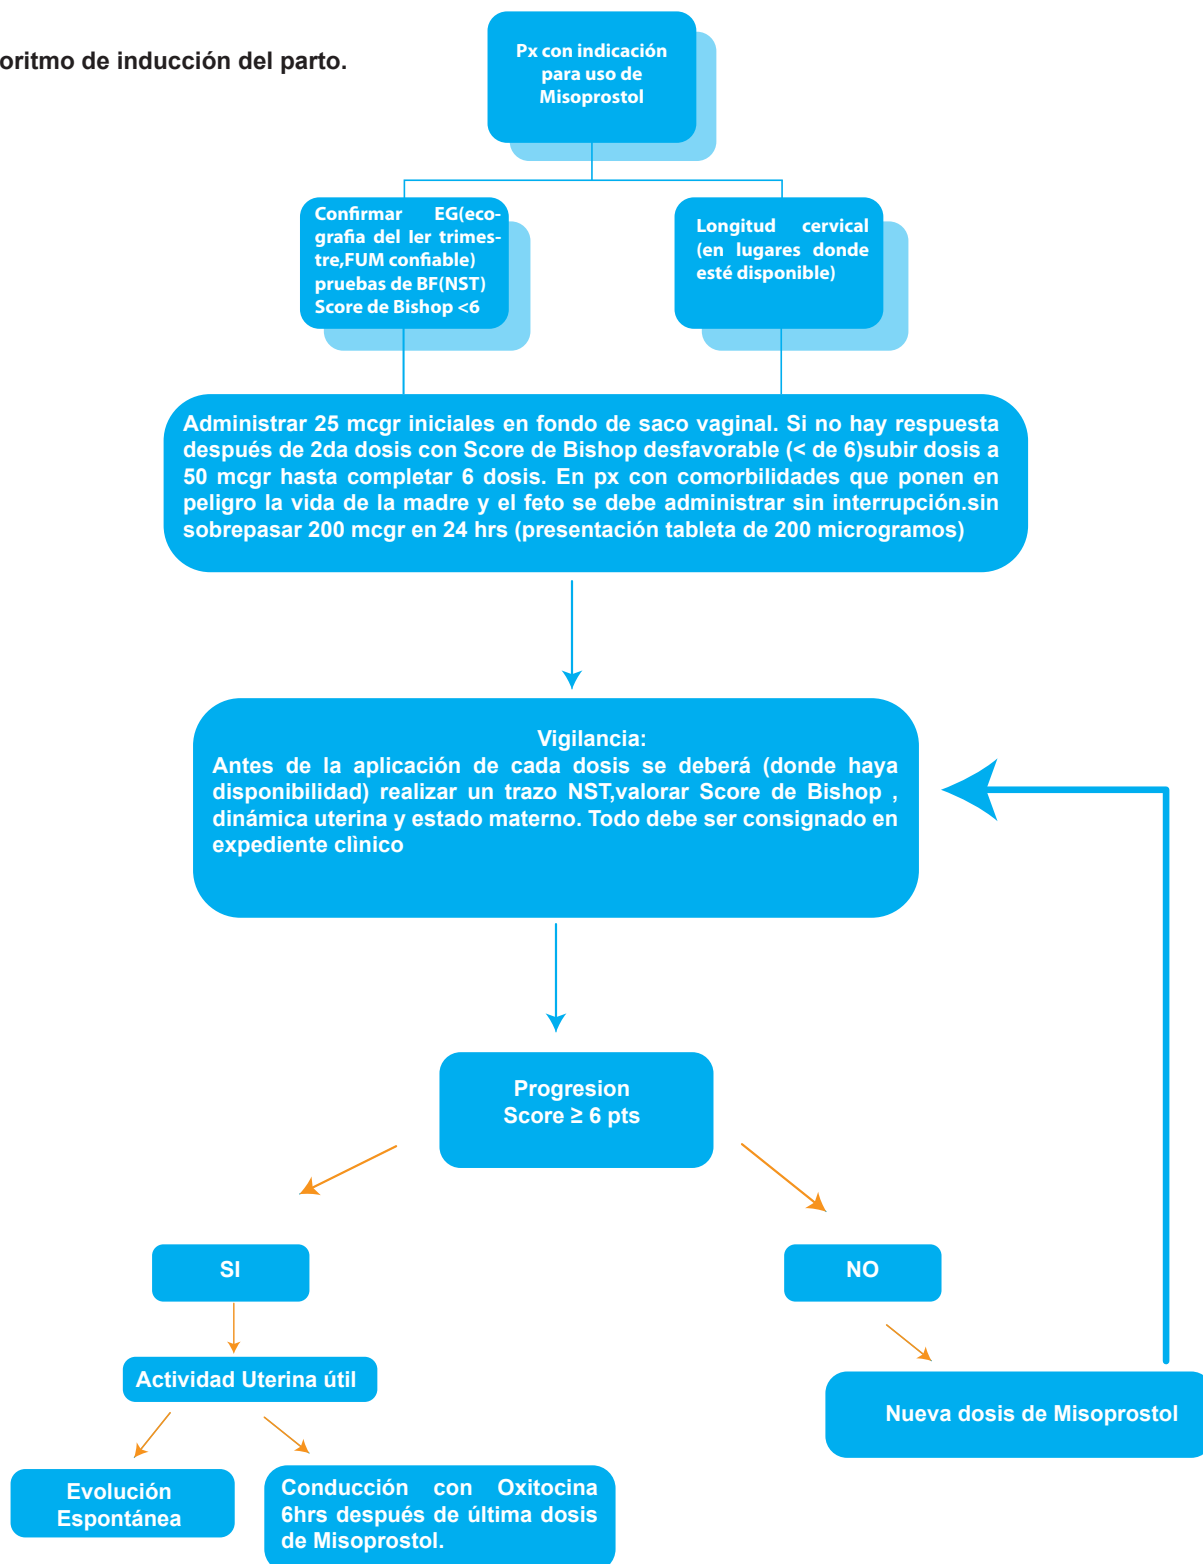 oritmo de inducción del parto.
Px con indicación
para uso de
Misoprostol
Confirmar EG(eco-
grafia del ler trimes-
tre,FUM confiable)
pruebas de BF(NST)
Score de Bishop <6
Longitud cervical
(en lugares donde
esté disponible)
Administrar 25 mcgr iniciales en fondo de saco vaginal. Si no hay respuesta
después de 2da dosis con Score de Bishop desfavorable (< de 6)subir dosis a
50 mcgr hasta completar 6 dosis. En px con comorbilidades que ponen en
peligro la vida de la madre y el feto se debe administrar sin interrupción.sin
sobrepasar 200 mcgr en 24 hrs (presentación tableta de 200 microgramos)
Vigilancia:
Antes de la aplicación de cada dosis se deberá (donde haya
disponibilidad) realizar un trazo NST,valorar Score de Bishop ,
dinámica uterina y estado materno. Todo debe ser consignado en
expediente clìnico
Progresion
Score ≥ 6 pts
SI
NO
Actividad Uterina útil
Nueva dosis de Misoprostol
Evolución
Espontánea
Conducción con Oxitocina
6hrs después de última dosis
de Misoprostol.